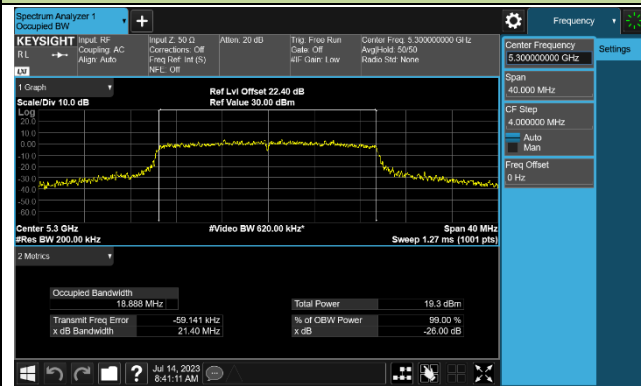 Spectrum Analyzer 1
Occupied BW
Frequency
KEYSIGHT
RL
LXI
Input: RF
Coupling: AC
Align: Auto
Input Z: 50 Ω
Corrections: Off
Freq Ref: Int (S)
NFE: Off
Atten: 20 dB
Trig: Free Run
Gate: Off
#IF Gain: Low
Center Freq: 5.300000000 GHz
Avg|Hold: 50/50
Radio Std: None
Center Frequency
5.300000000 GHz
Settings
Span
40.000 MHz
CF Step
4.000000 MHz
Auto
Man
Freq Offset
0 Hz
1 Graph
Scale/Div 10.0 dB
Ref Lvl Offset 22.40 dB
Ref Value 30.00 dBm
Log
20.0
10.0
0.00
-10.0
-20.0
-30.0
-40.0
-50.0
-60.0
Center 5.3 GHz
#Res BW 200.00 kHz
#Video BW 620.00 kHz*
Span 40 MHz
Sweep 1.27 ms (1001 pts)
2 Metrics
Occupied Bandwidth
18.888 MHz
Total Power 19.3 dBm
Transmit Freq Error -59.141 kHz
% of OBW Power 99.00 %
x dB Bandwidth 21.40 MHz
x dB -26.00 dB
?
Jul 14, 2023
8:41:11 AM